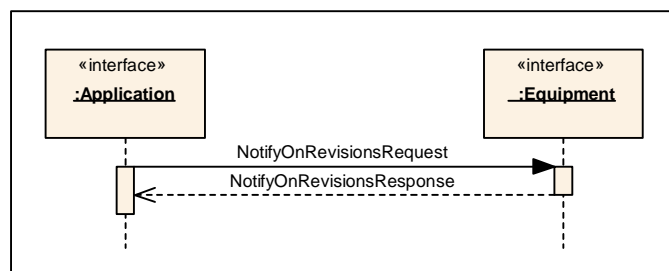 «interface»
:Application
«interface»
:Equipment
NotifyOnRevisionsRequest
NotifyOnRevisionsResponse